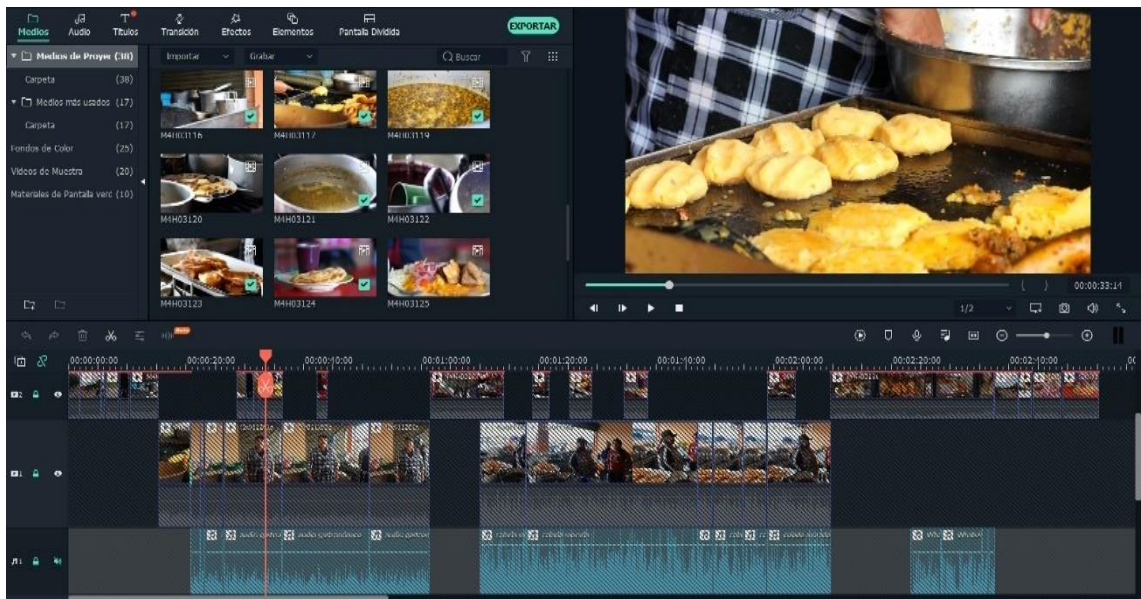 Medios Audio Títulos Transición Efectos Elementos Pantalla Dividida EXPORTAR
Medios de Proyec (38)
Importar Grabar Buscar
Carpeta (38)
Medios más usados (17)
Carpeta (17)
Fondos de Color (25)
Videos de Muestra (20)
Materiales de Pantalla verd (10)
M4H03116 M4H03117 M4H03119
M4H03120 M4H03121 M4H03122
M4H03123 M4H03124 M4H03125
00:00:33:14
1/2
00:00:00:00 00:00:20:00 00:00:40:00 00:01:00:00 00:01:20:00 00:01:40:00 00:02:00:00 00:02:20:00 00:02:40:00
2
1
1